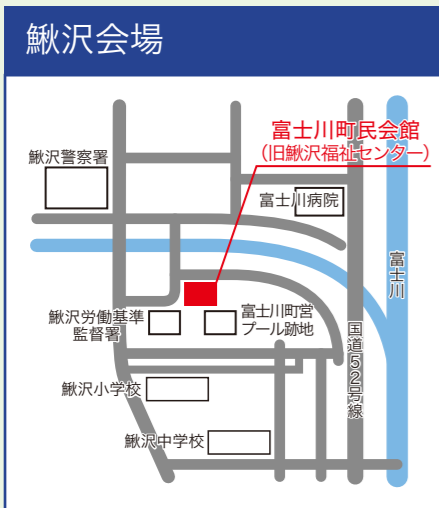 鰍沢会場
富士川町民会館
（旧鰍沢福祉センター）
鰍沢警察署
富士川病院
富士川
鰍沢労働基準
監督署
富士川町営
プール跡地
国道52号線
鰍沢小学校
鰍沢中学校